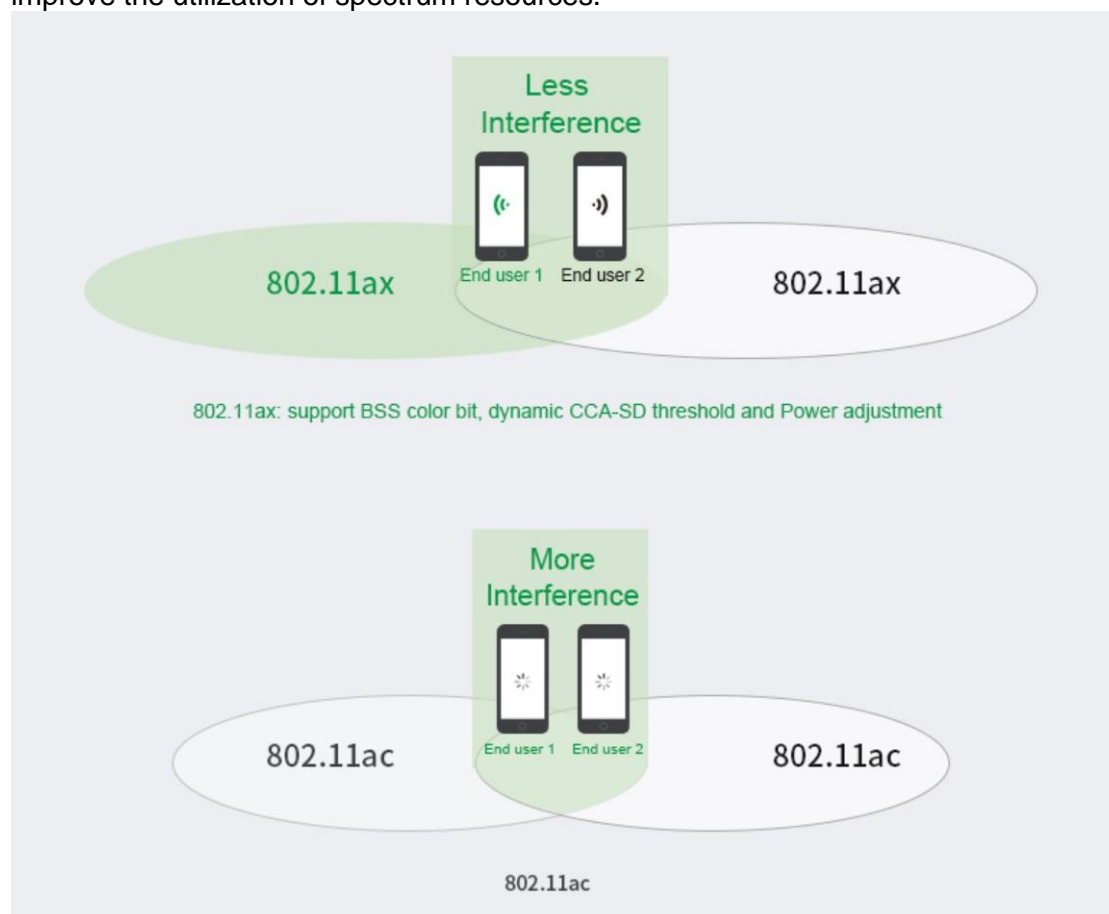 improve the utilization of spectrum resources.
Less
Interference
End user 1 End user 2
802.11ax 802.11ax
802.11ax: support BSS color bit, dynamic CCA-SD threshold and Power adjustment
More
Interference
End user 1 End user 2
802.11ac 802.11ac
802.11ac